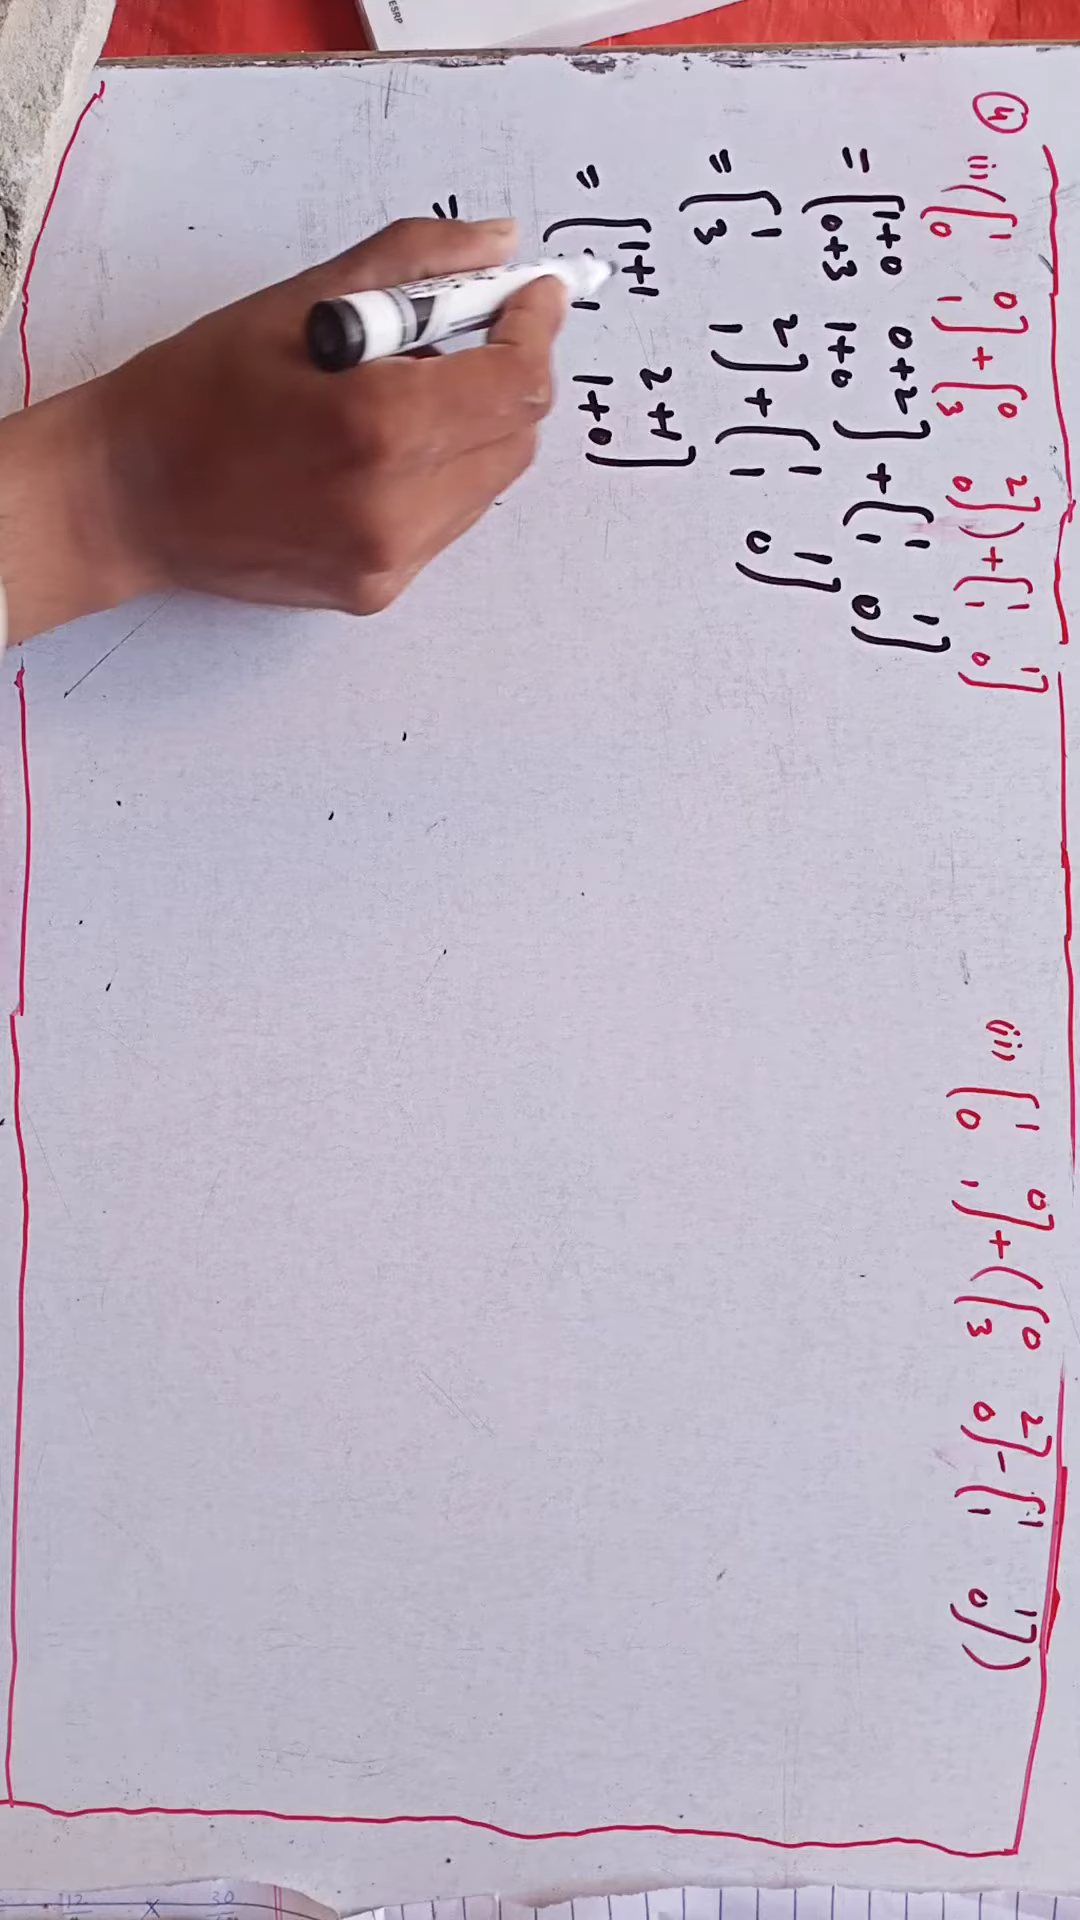 ESRP
④ (i) ([1 0] + [0 2]) + [1 1]
[0 1] [3 0] [1 0]
= [1+0 0+2] + [1 1]
[0+3 1+0] [1 0]
= [1 2] + [1 1]
[3 1] [1 0]
= [1+1 2+1]
1 1+0]
=
(ii) [1 0] + ([0 2] - [1 1])
[0 1] [3 0] [1 0]